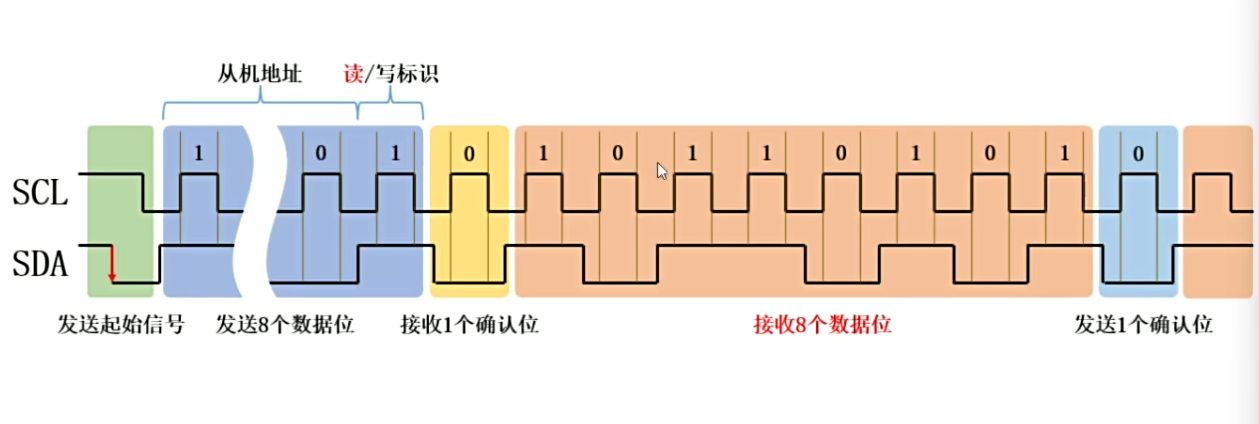 从机地址 读/写标识
1 0 1 0 1 0 1 1 0 1 0 1 0
SCL
SDA
发送起始信号 发送8个数据位 接收1个确认位 接收8个数据位 发送1个确认位